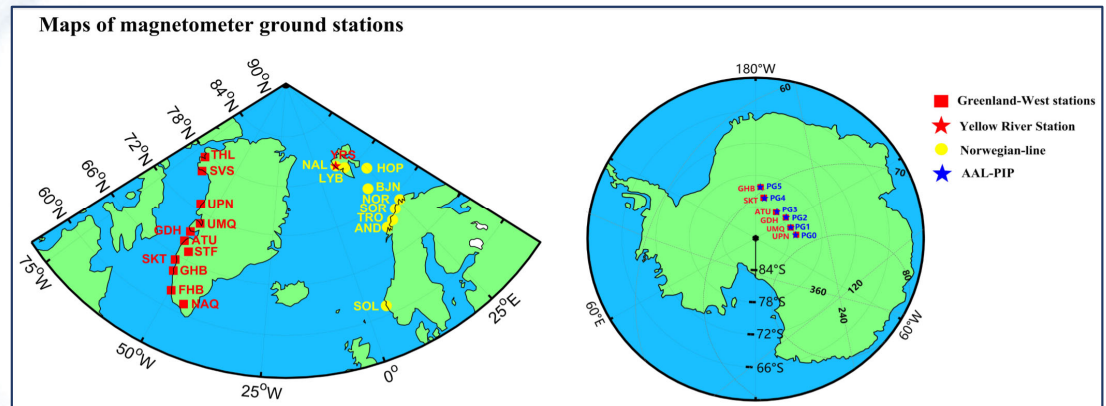 Maps of magnetometer ground stations
90°N
84°N
78°N
72°N
66°N
60°N
75°W
50°W
25°W
0°
25°E
THL
SVS
UPN
UMQ
GDH
ATU
STF
SKT
GHB
FHB
NAQ
YRS
NAL
LYB
HOP
BJN
NOR
SOR
TRO
AND
SOL
180°W
60
70
80
60°W
60°E
GHB PG5
SKT PG4
ATU PG3
GDH PG2
UMQ PG1
UPN PG0
84°S
78°S
72°S
66°S
360
120
240
Greenland-West stations
Yellow River Station
Norwegian-line
AAL-PIP